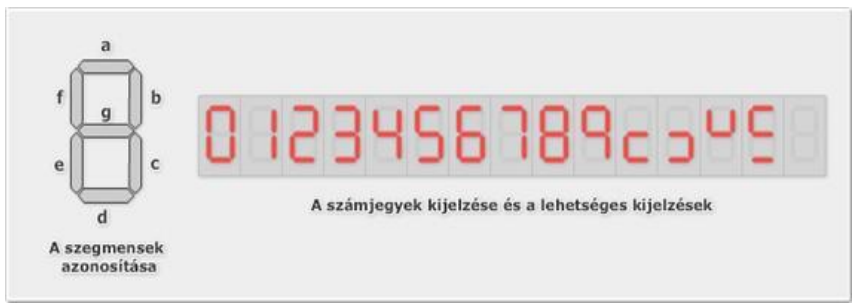 a
f
b
g
e
c
d
A szegmensek
azonosítása
0123456789
A számjegyek kijelzése és a lehetséges kijelzések